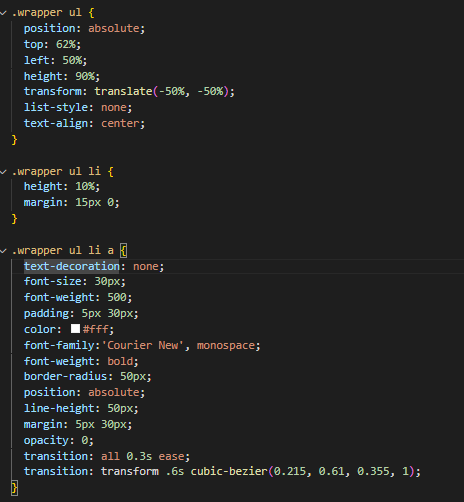 .wrapper ul {
position: absolute;
top: 62%;
left: 50%;
height: 90%;
transform: translate(-50%, -50%);
list-style: none;
text-align: center;
}
.wrapper ul li {
height: 10%;
margin: 15px 0;
}
.wrapper ul li a {
text-decoration: none;
font-size: 30px;
font-weight: 500;
padding: 5px 30px;
color: #fff;
font-family:'Courier New', monospace;
font-weight: bold;
border-radius: 50px;
position: absolute;
line-height: 50px;
margin: 5px 30px;
opacity: 0;
transition: all 0.3s ease;
transition: transform .6s cubic-bezier(0.215, 0.61, 0.355, 1);
}